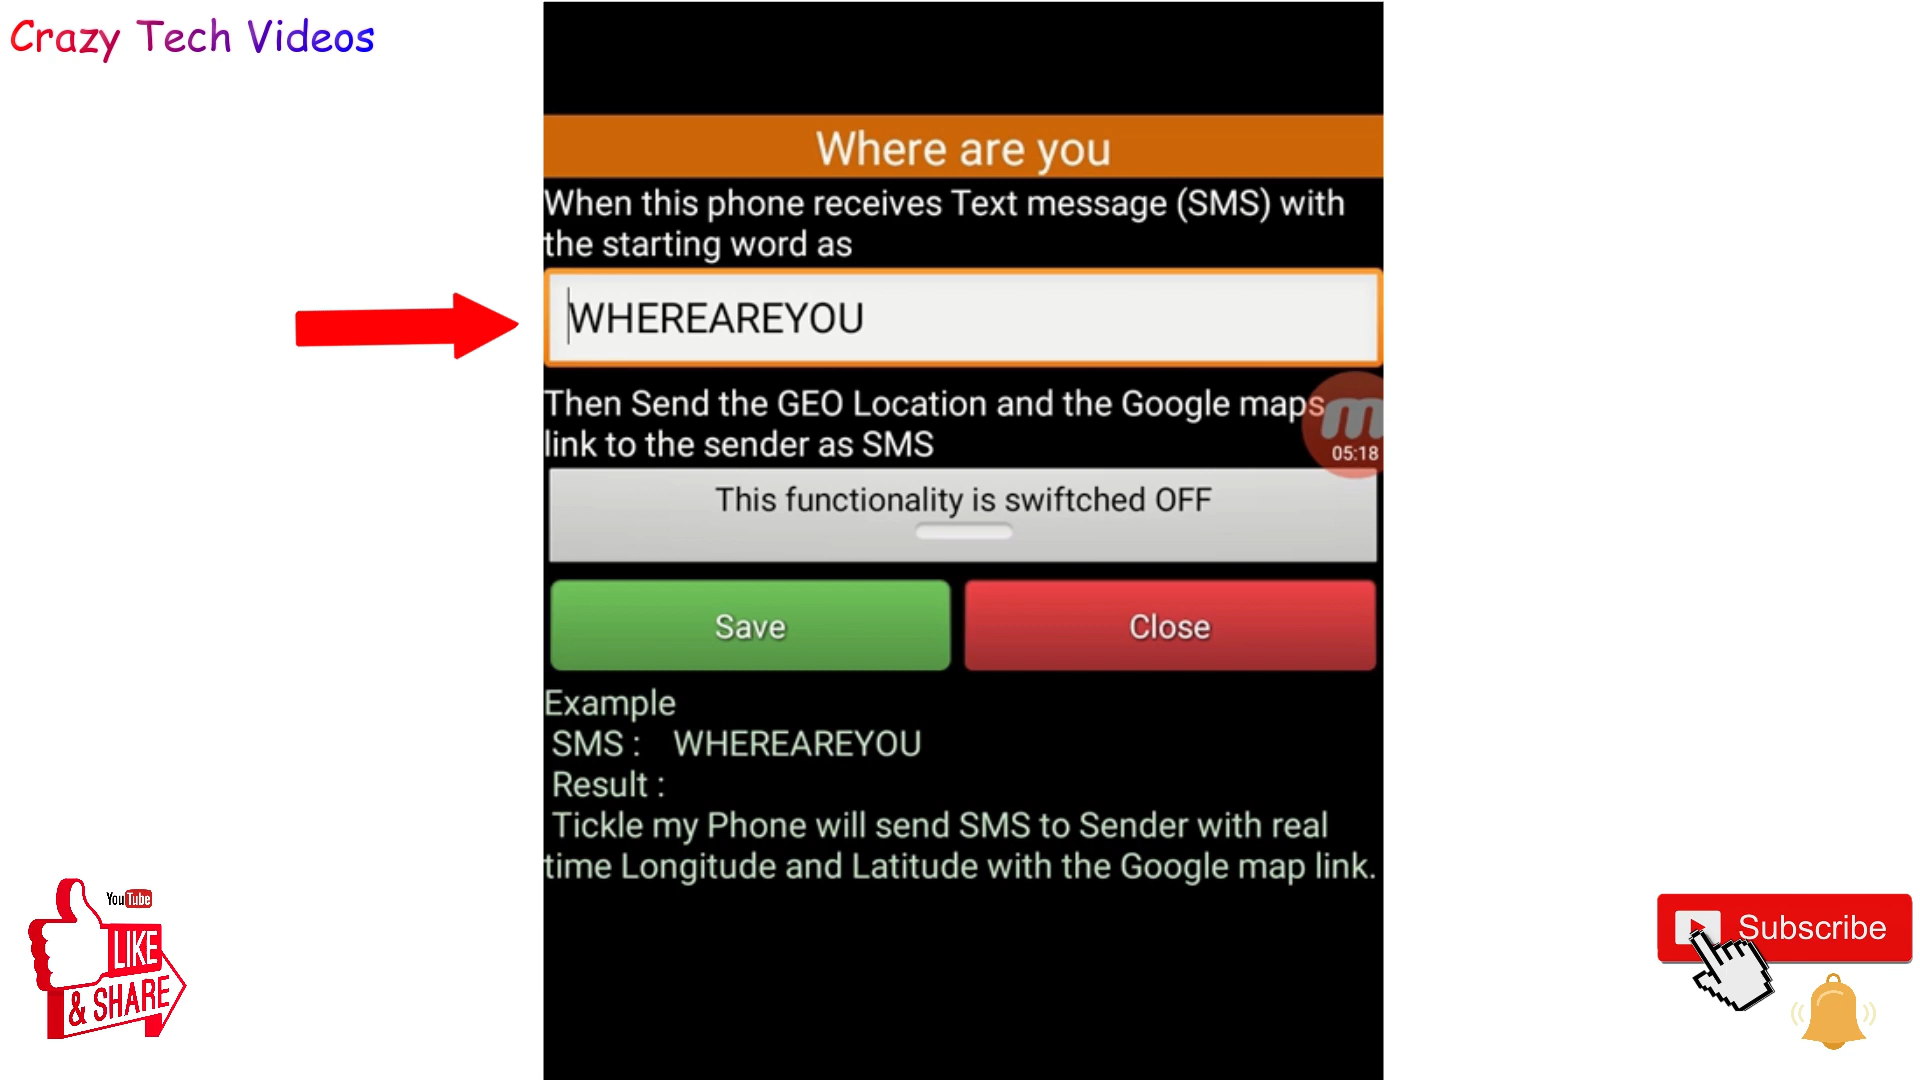 Crazy Tech Videos
Where are you
When this phone receives Text message (SMS) with
the starting word as
WHEREAREYOU
Then Send the GEO Location and the Google maps
link to the sender as SMS
05:18
This functionality is swiftched OFF
Save
Close
Example
SMS : WHEREAREYOU
Result :
Tickle my Phone will send SMS to Sender with real
time Longitude and Latitude with the Google map link.
YouTube
LIKE
& SHARE
Subscribe